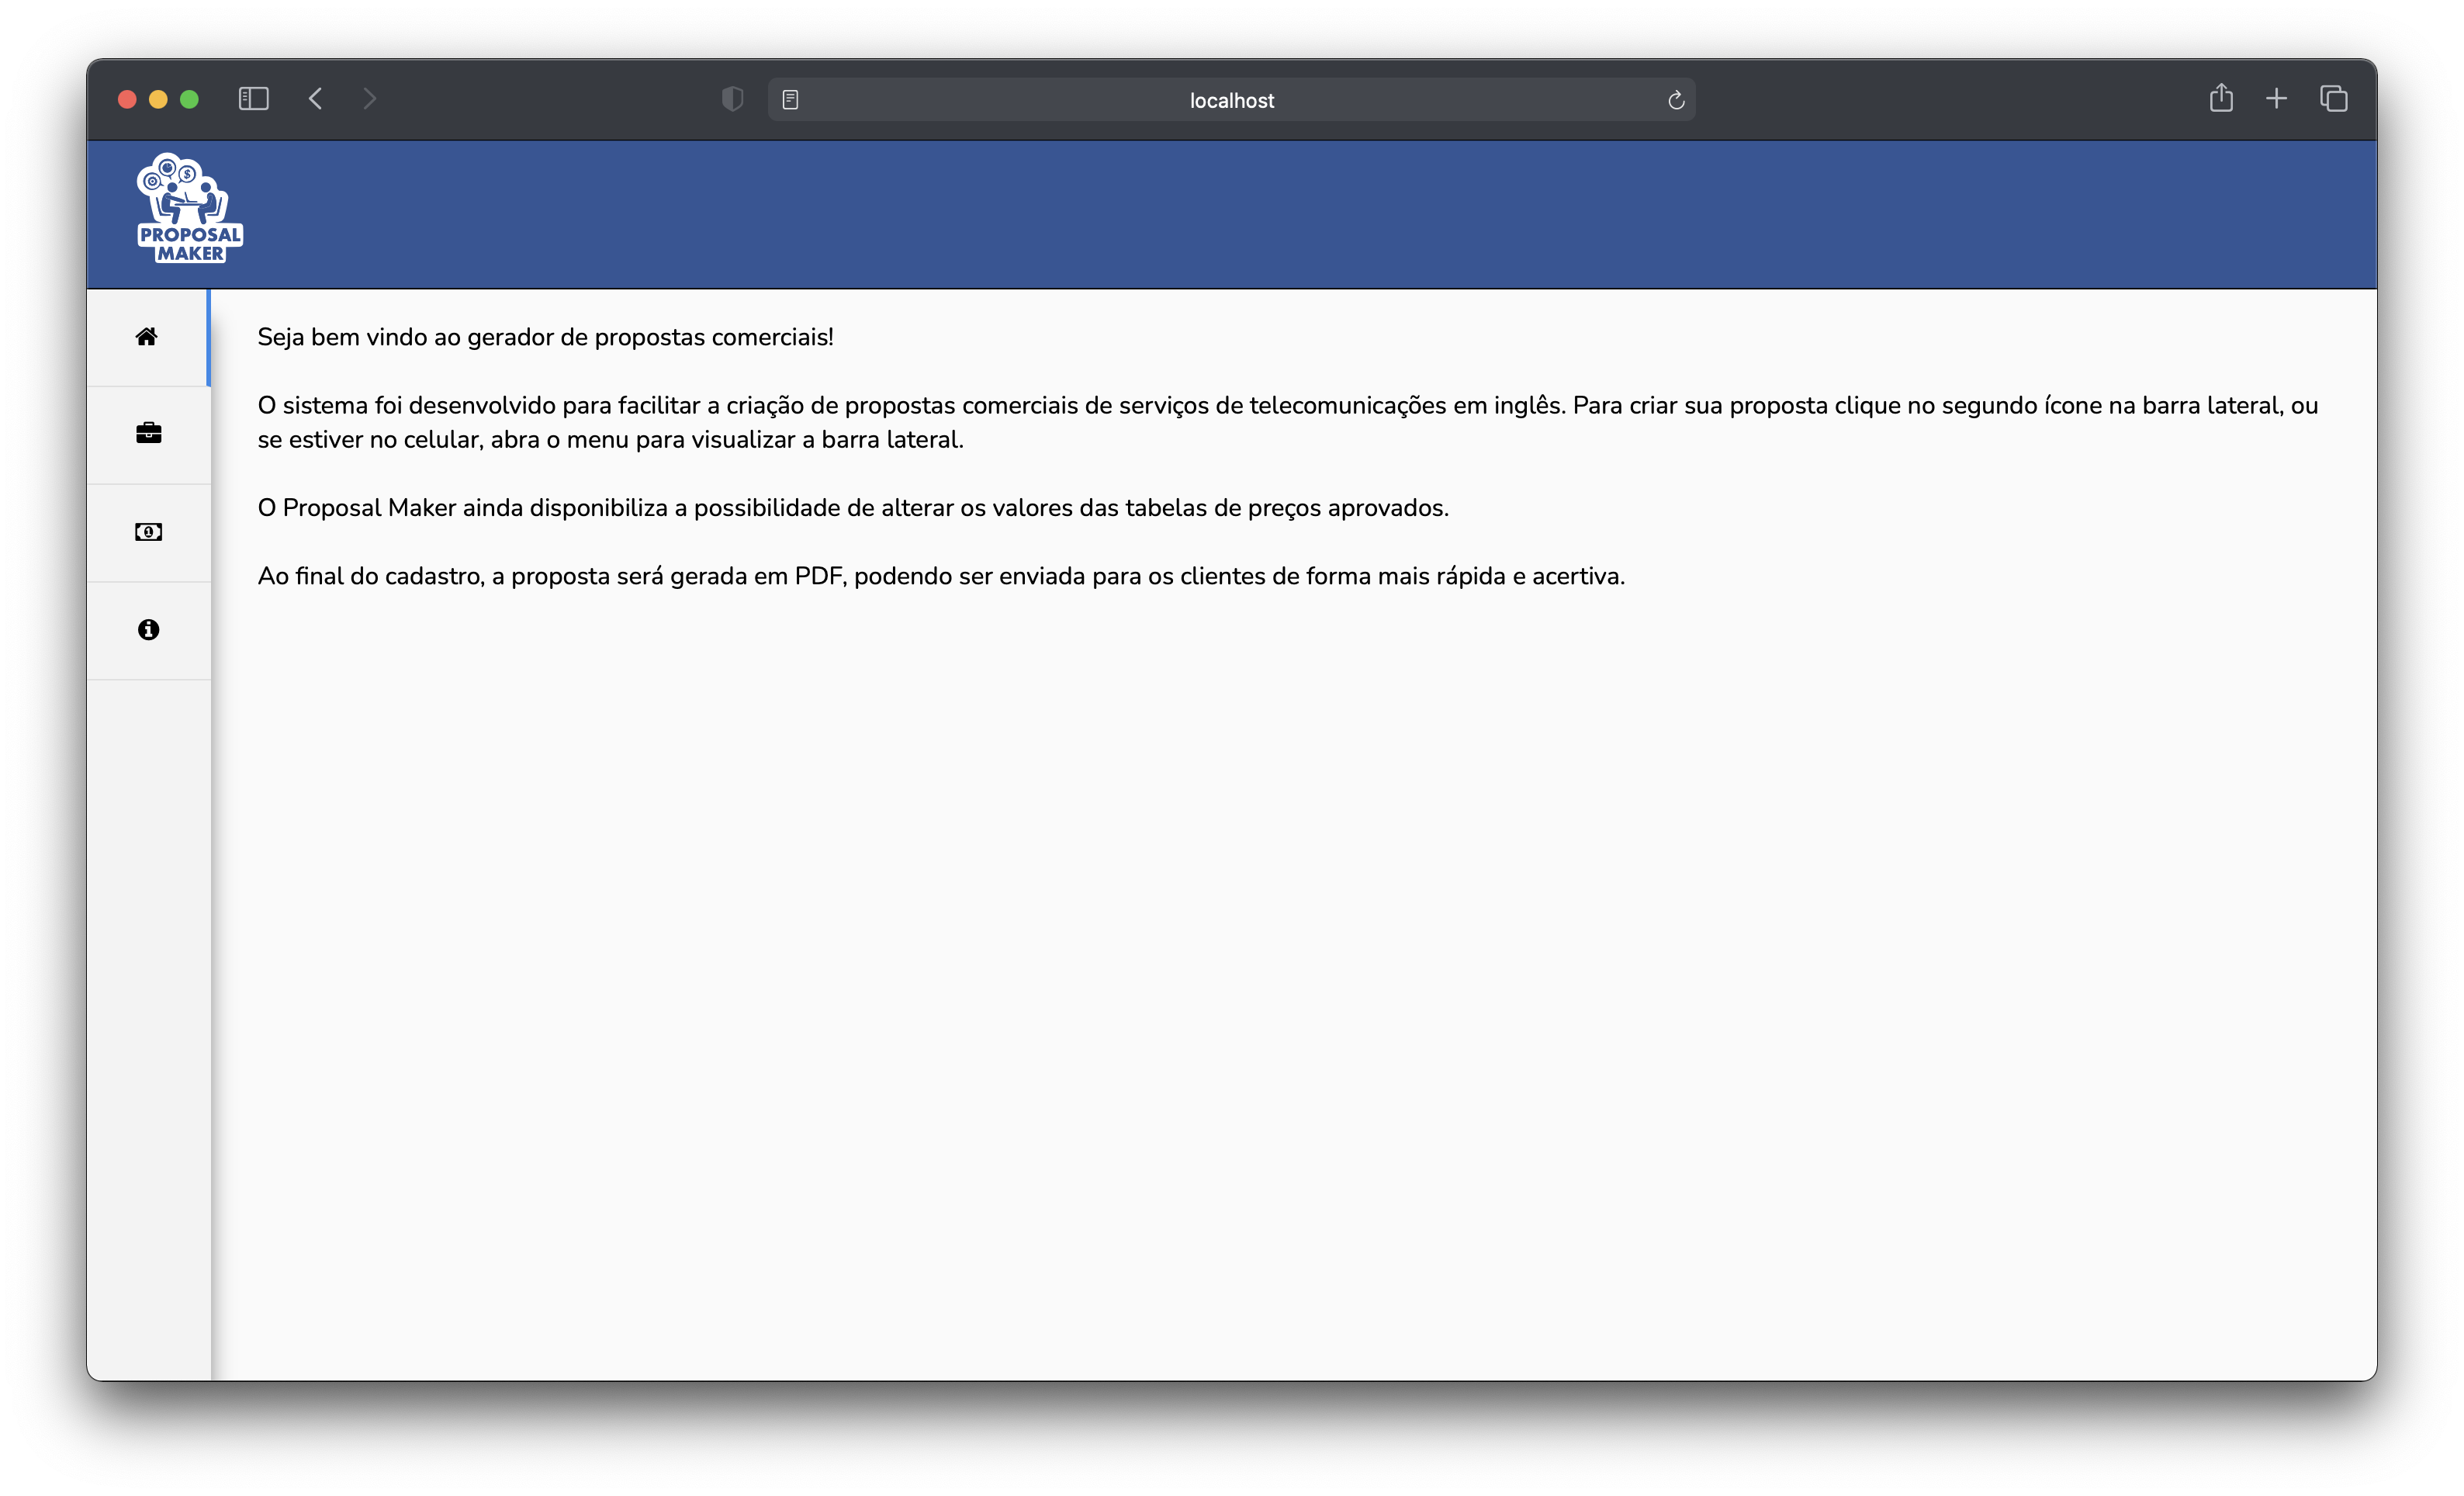 localhost
PROPOSAL
MAKER
Seja bem vindo ao gerador de propostas comerciais!
O sistema foi desenvolvido para facilitar a criação de propostas comerciais de serviços de telecomunicações em inglês. Para criar sua proposta clique no segundo ícone na barra lateral, ou
se estiver no celular, abra o menu para visualizar a barra lateral.
O Proposal Maker ainda disponibiliza a possibilidade de alterar os valores das tabelas de preços aprovados.
Ao final do cadastro, a proposta será gerada em PDF, podendo ser enviada para os clientes de forma mais rápida e acertiva.